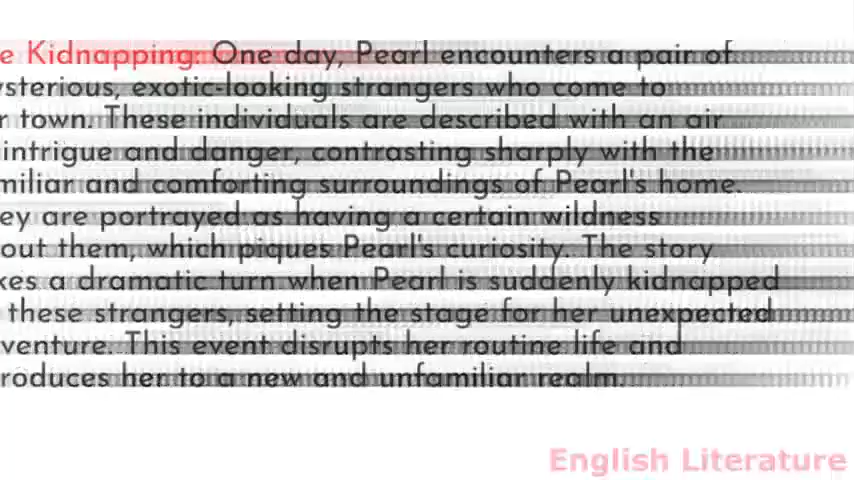 e Kidnapping: One day, Pearl encounters a pair of
ysterious, exotic-looking strangers who come to
r town. These individuals are described with an air
intrigue and danger, contrasting sharply with the
miliar and comforting surroundings of Pearl's home.
ey are portrayed as having a certain wildness
out them, which piques Pearl's curiosity. The story
kes a dramatic turn when Pearl is suddenly kidnapped
these strangers, setting the stage for her unexpected
venture. This event disrupts her routine life and
roduces her to a new and unfamiliar realm.
English Literature